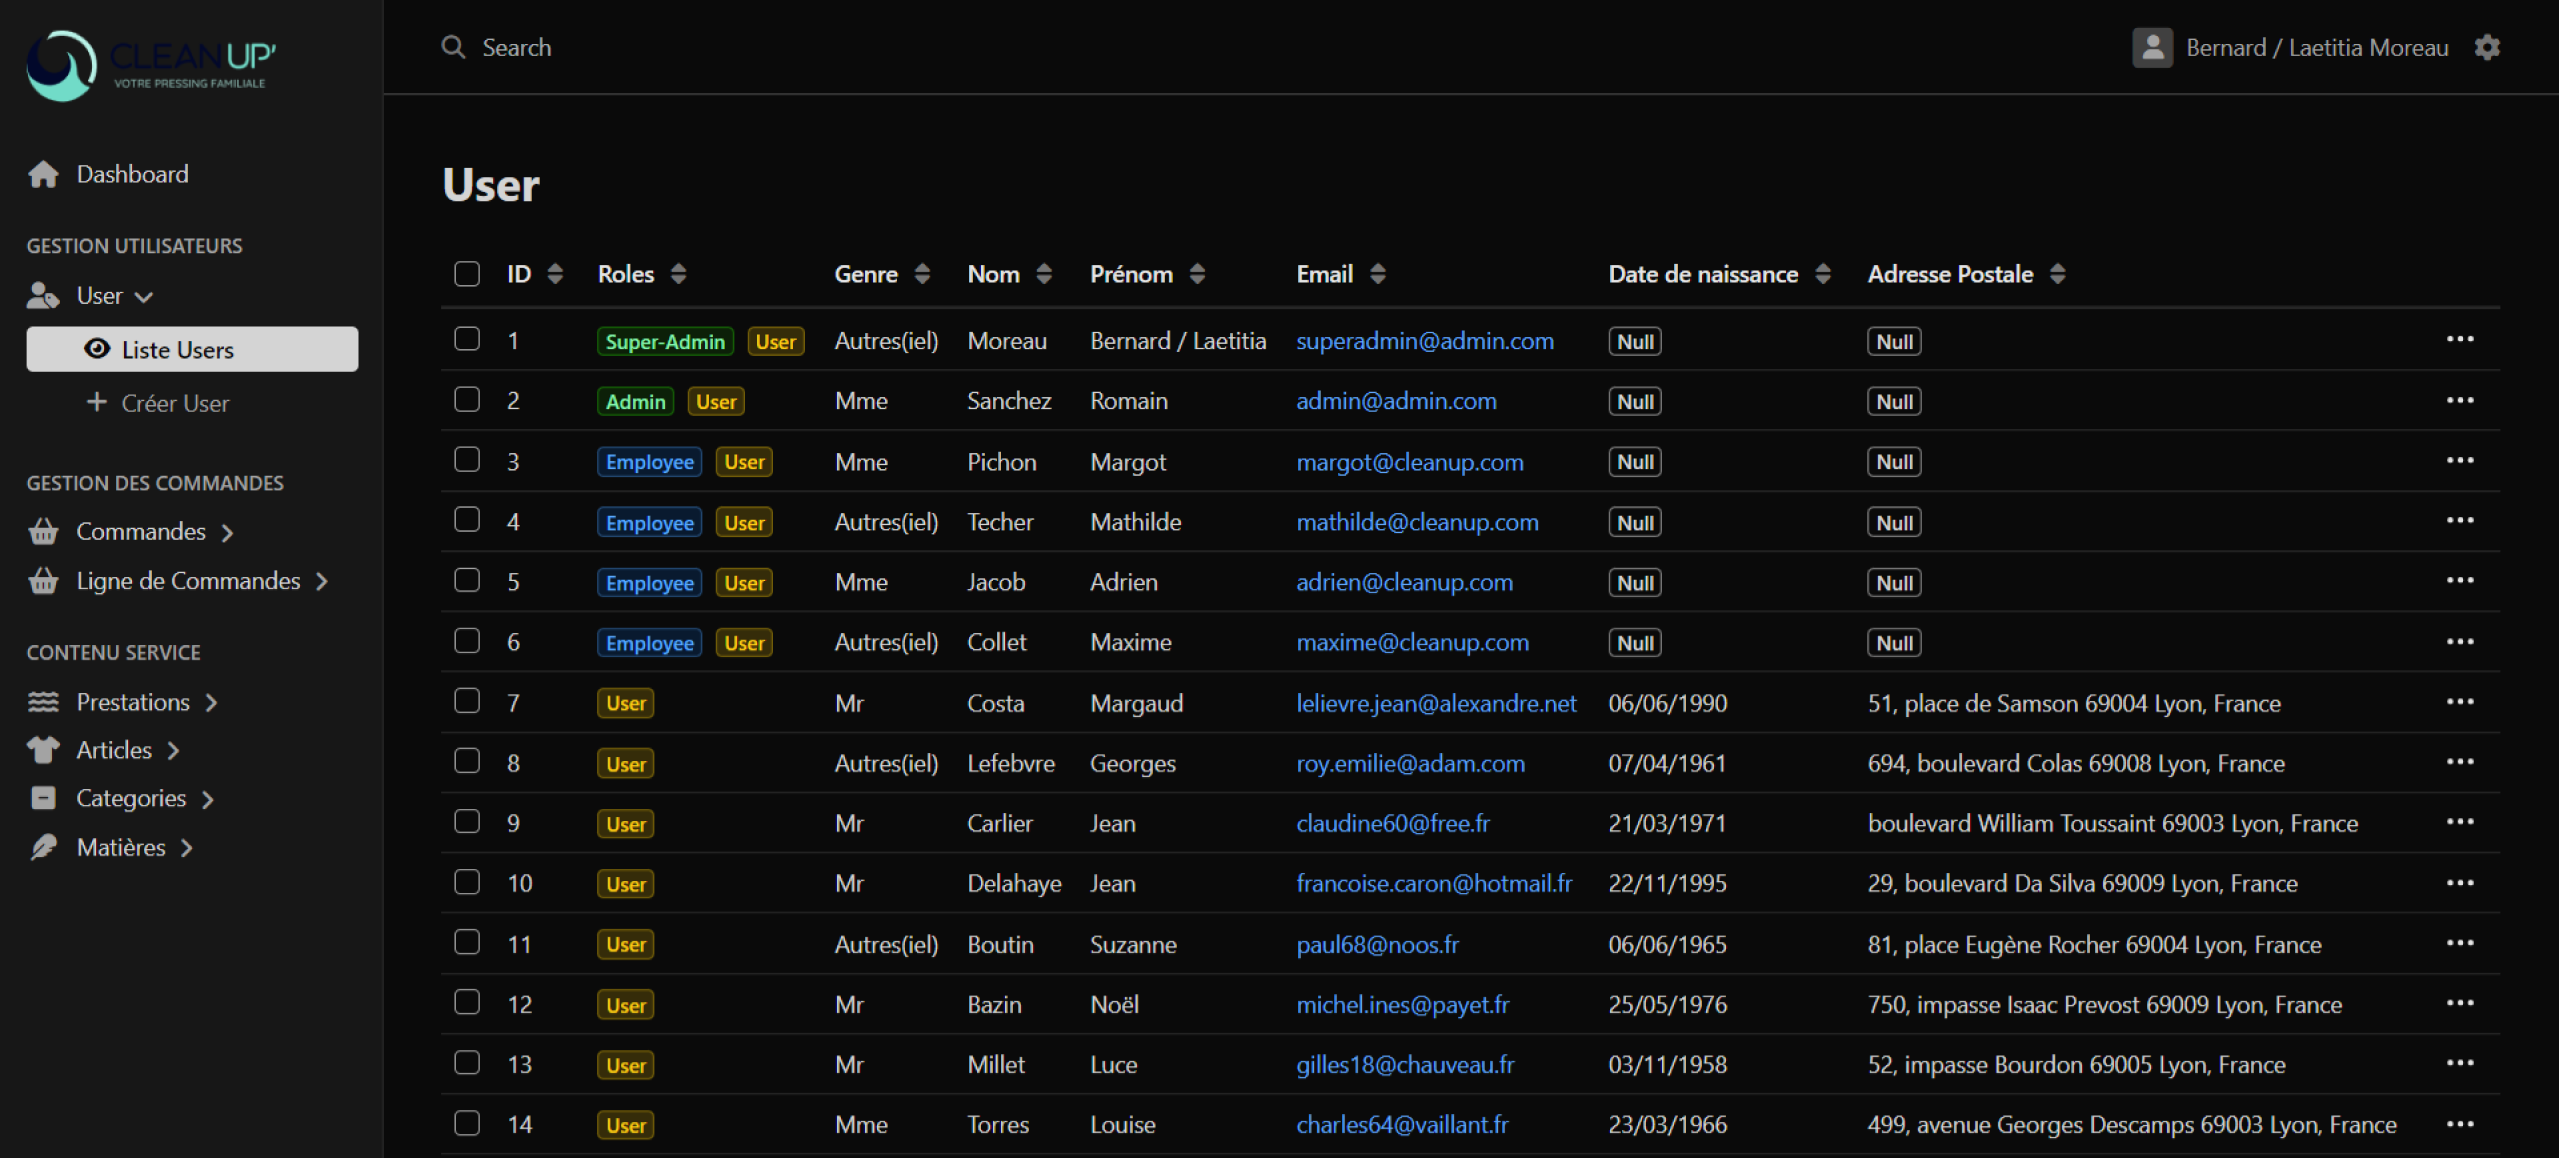 CLEAN UP'
VOTRE PRESSING FAMILIALE
Search
Bernard / Laetitia Moreau
Dashboard
GESTION UTILISATEURS
User
Liste Users
Créer User
GESTION DES COMMANDES
Commandes
Ligne de Commandes
CONTENU SERVICE
Prestations
Articles
Categories
Matières
User
ID Roles Genre Nom Prénom Email Date de naissance Adresse Postale
1 Super-Admin User Autres(iel) Moreau Bernard / Laetitia superadmin@admin.com Null Null
2 Admin User Mme Sanchez Romain admin@admin.com Null Null
3 Employee User Mme Pichon Margot margot@cleanup.com Null Null
4 Employee User Autres(iel) Techer Mathilde mathilde@cleanup.com Null Null
5 Employee User Mme Jacob Adrien adrien@cleanup.com Null Null
6 Employee User Autres(iel) Collet Maxime maxime@cleanup.com Null Null
7 User Mr Costa Margaud lelievre.jean@alexandre.net 06/06/1990 51, place de Samson 69004 Lyon, France
8 User Autres(iel) Lefebvre Georges roy.emilie@adam.com 07/04/1961 694, boulevard Colas 69008 Lyon, France
9 User Mr Carlier Jean claudine60@free.fr 21/03/1971 boulevard William Toussaint 69003 Lyon, France
10 User Mr Delahaye Jean francoise.caron@hotmail.fr 22/11/1995 29, boulevard Da Silva 69009 Lyon, France
11 User Autres(iel) Boutin Suzanne paul68@noos.fr 06/06/1965 81, place Eugène Rocher 69004 Lyon, France
12 User Mr Bazin Noël michel.ines@payet.fr 25/05/1976 750, impasse Isaac Prevost 69009 Lyon, France
13 User Mr Millet Luce gilles18@chauveau.fr 03/11/1958 52, impasse Bourdon 69005 Lyon, France
14 User Mme Torres Louise charles64@vaillant.fr 23/03/1966 499, avenue Georges Descamps 69003 Lyon, France